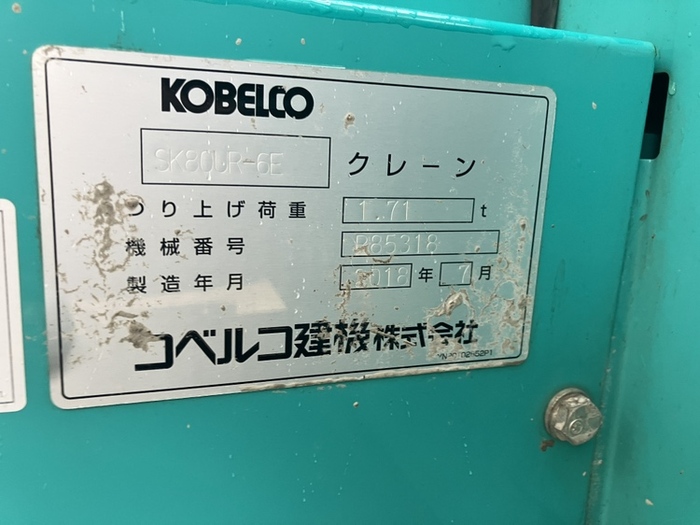 KOBELCO
SK80UR-6E クレーン
つり上げ荷重 1.71 t
機械番号 P85318
製造年月 2018 年 7 月
コベルコ建機株式会社